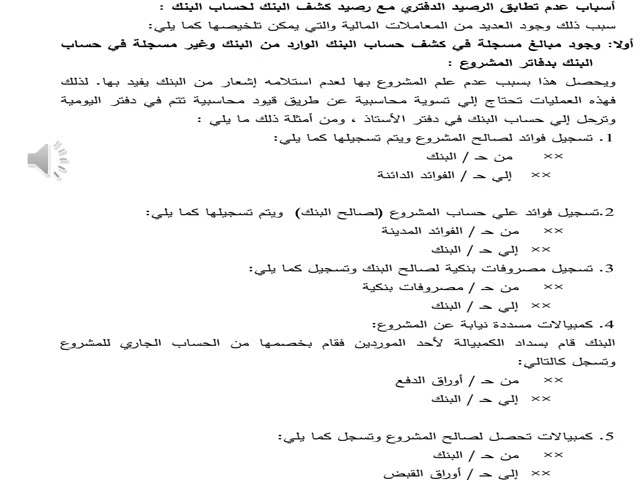 أسباب عدم تطابق الرصيد الدفتري مع رصيد كشف البنك لحساب البنك :
سبب ذلك وجود العديد من المعاملات المالية والتي يمكن تلخيصها كما يلي:
أولا: وجود مبالغ مسجلة في كشف حساب البنك الوارد من البنك وغير مسجلة في حساب
البنك بدفاتر المشروع :
ويحصل هذا بسبب عدم علم المشروع بها لعدم استلامه إشعار من البنك يفيد بها. لذلك
فهذه العمليات تحتاج إلي تسوية محاسبية عن طريق قيود محاسبية تتم في دفتر اليومية
وترحل إلي حساب البنك في دفتر الأستاذ ، ومن أمثلة ذلك ما يلي :
1. تسجيل فوائد لصالح المشروع ويتم تسجيلها كما يلي:
×× من حـ / البنك
×× إلي حـ / الفوائد الدائنة
2.تسجيل فوائد علي حساب المشروع (لصالح البنك) ويتم تسجيلها كما يلي:
×× من حـ / الفوائد المدينة
×× إلي حـ / البنك
3. تسجيل مصروفات بنكية لصالح البنك وتسجيل كما يلي:
×× من حـ / مصروفات بنكية
×× إلي حـ / البنك
4. كمبيالات مسددة نيابة عن المشروع:
البنك قام بسداد الكمبيالة لأحد الموردين فقام بخصمها من الحساب الجاري للمشروع
وتسجل كالتالي:
×× من حـ / أوراق الدفع
×× إلي حـ / البنك
5. كمبيالات تحصل لصالح المشروع وتسجل كما يلي:
×× من حـ / البنك
×× إلي حـ / أوراق القبض